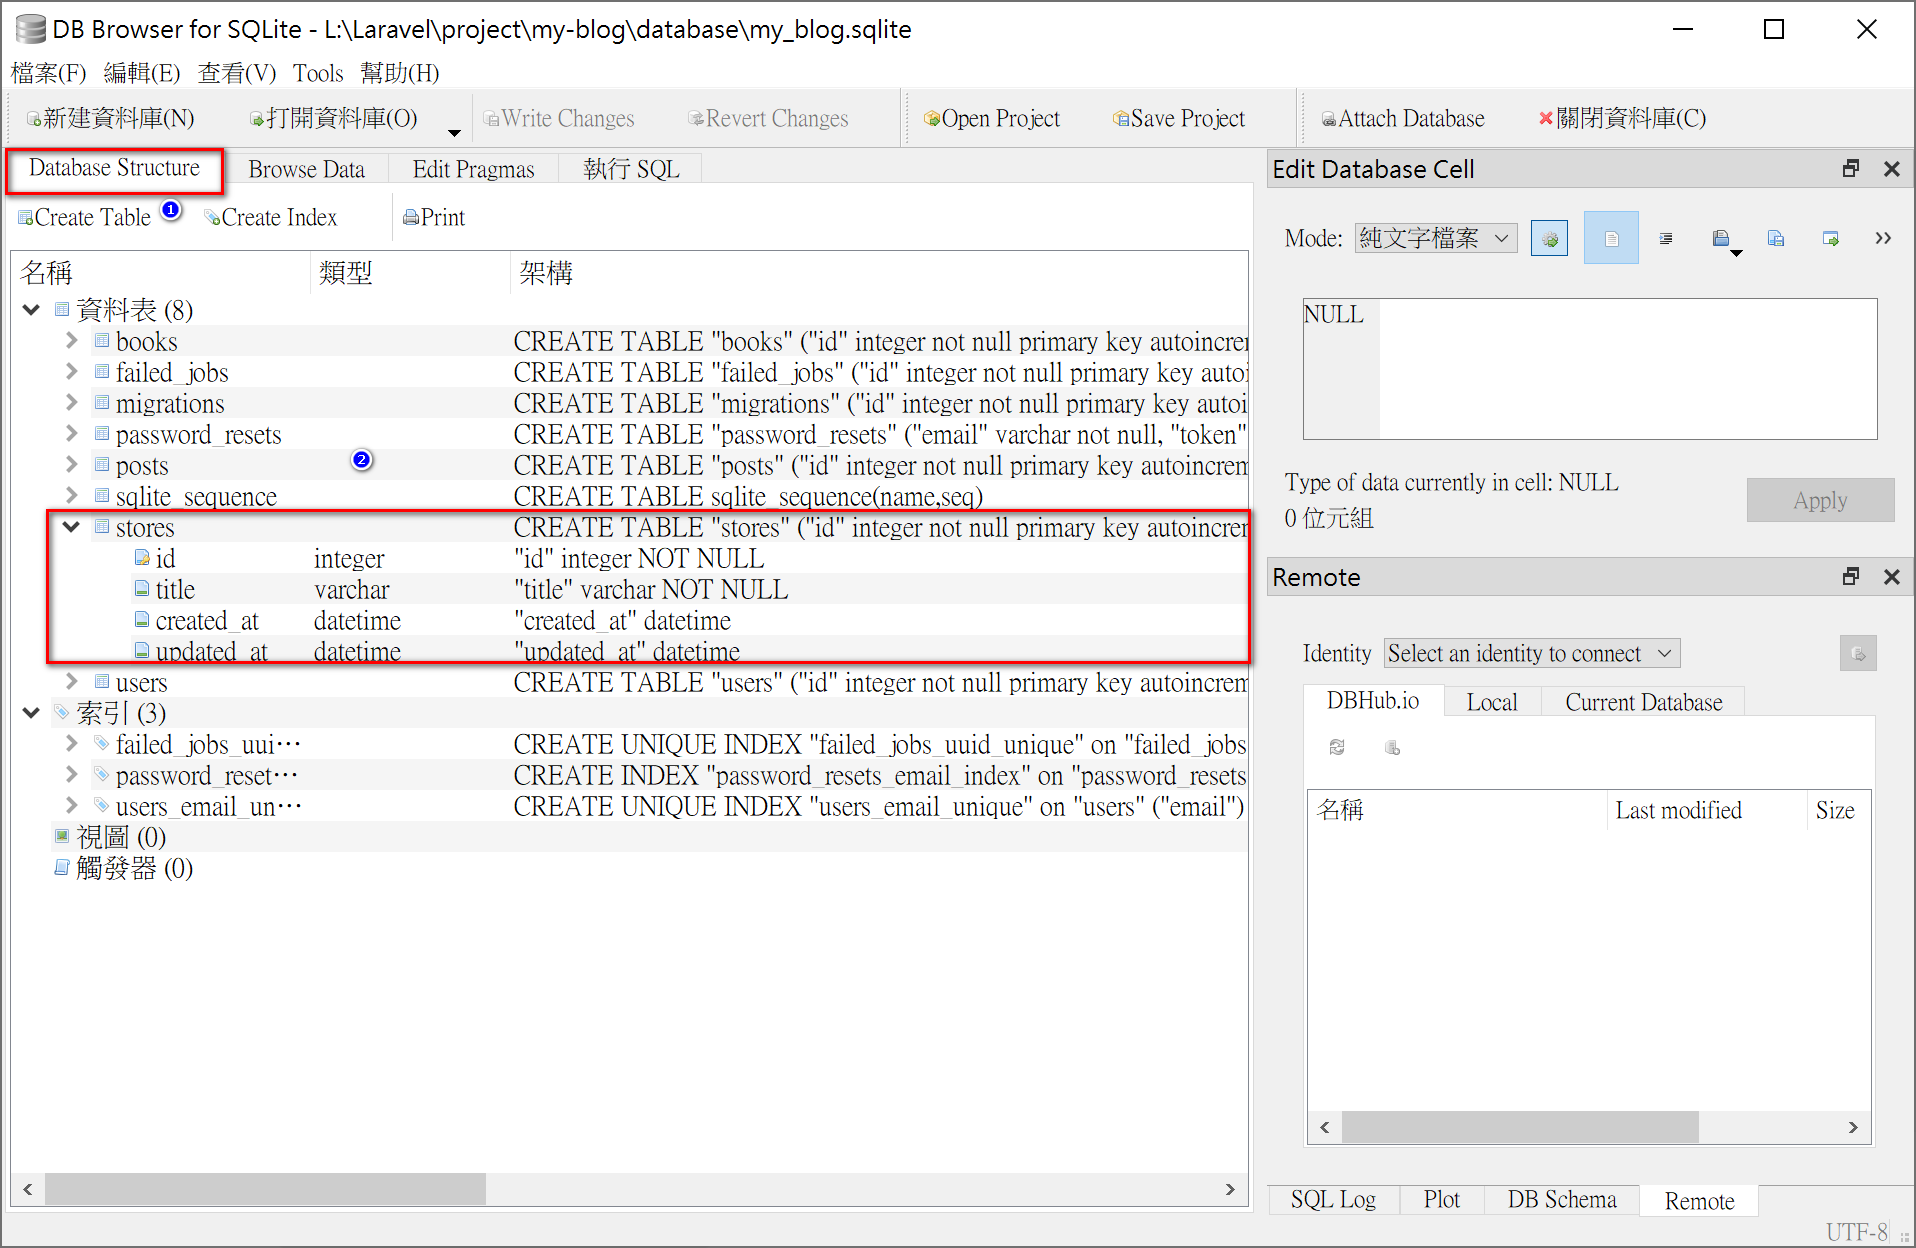 DB Browser for SQLite - L:\Laravel\project\my-blog\database\my_blog.sqlite
檔案(F) 編輯(E) 查看(V) Tools 幫助(H)
新建資料庫(N) 打開資料庫(O) Write Changes Revert Changes Open Project Save Project Attach Database 關閉資料庫(C)
Database Structure Browse Data Edit Pragmas 執行 SQL
Create Table 1 Create Index Print
名稱 類型 架構
資料表 (8)
books CREATE TABLE "books" ("id" integer not null primary key autoincrem
failed_jobs CREATE TABLE "failed_jobs" ("id" integer not null primary key autoi
migrations CREATE TABLE "migrations" ("id" integer not null primary key autoi
password_resets CREATE TABLE "password_resets" ("email" varchar not null, "token"
posts 2 CREATE TABLE "posts" ("id" integer not null primary key autoincrem
sqlite_sequence CREATE TABLE sqlite_sequence(name,seq)
stores CREATE TABLE "stores" ("id" integer not null primary key autoincrem
id integer "id" integer NOT NULL
title varchar "title" varchar NOT NULL
created_at datetime "created_at" datetime
updated_at datetime "updated_at" datetime
users CREATE TABLE "users" ("id" integer not null primary key autoincrem
索引 (3)
failed_jobs_uui… CREATE UNIQUE INDEX "failed_jobs_uuid_unique" on "failed_jobs
password_reset… CREATE INDEX "password_resets_email_index" on "password_resets
users_email_un… CREATE UNIQUE INDEX "users_email_unique" on "users" ("email")
視圖 (0)
觸發器 (0)
Edit Database Cell
Mode: 純文字檔案
NULL
Type of data currently in cell: NULL
0 位元組
Apply
Remote
Identity Select an identity to connect
DBHub.io Local Current Database
名稱 Last modified Size
SQL Log Plot DB Schema Remote
UTF-8